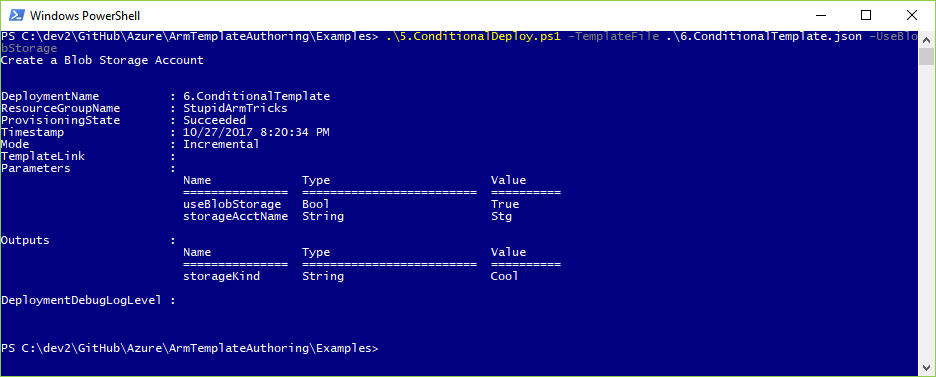 Windows PowerShell
PS C:\dev2\GitHub\Azure\ArmTemplateAuthoring\Examples> .\5.ConditionalDeploy.ps1 -TemplateFile .\6.ConditionalTemplate.json -UseBlo
bStorage
Create a Blob Storage Account
DeploymentName          : 6.ConditionalTemplate
ResourceGroupName       : StupidArmTricks
ProvisioningState       : Succeeded
Timestamp               : 10/27/2017 8:20:34 PM
Mode                    : Incremental
TemplateLink            :
Parameters              :
                          Name             Type                       Value
                          ===============  =========================  ==========
                          useBlobStorage   Bool                       True
                          storageAcctName  String                     Stg
Outputs                 :
                          Name             Type                       Value
                          ===============  =========================  ==========
                          storageKind      String                     Cool
DeploymentDebugLogLevel :
PS C:\dev2\GitHub\Azure\ArmTemplateAuthoring\Examples>